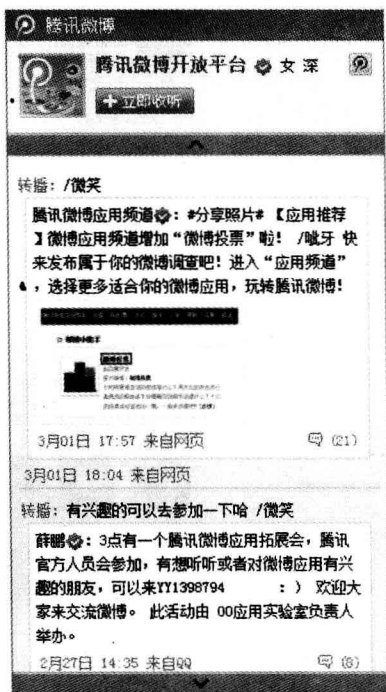 腾讯微博
腾讯微博开放平台 女 深
+立即收听
转播：/微笑
腾讯微博应用频道：#分享照片#【应用推荐
】微博应用频道增加“微博投票”啦！ /呲牙 快
来发布属于你的微博调查吧！进入“应用频道”
，选择更多适合你的微博应用，玩转腾讯微博！
3月01日 17:57 来自网页 (21)
3月01日 18:04 来自网页
转播：有兴趣的可以去参加一下哈 /微笑
薛鹏：3点有一个腾讯微博应用拓展会，腾讯
官方人员会参加，有想听听或者对微博应用有兴
趣的朋友，可以来YY1398794 ：） 欢迎大
家来交流微博。 此活动由 00应用实验室负责人
举办。
2月27日 14:35 来自QQ (8)